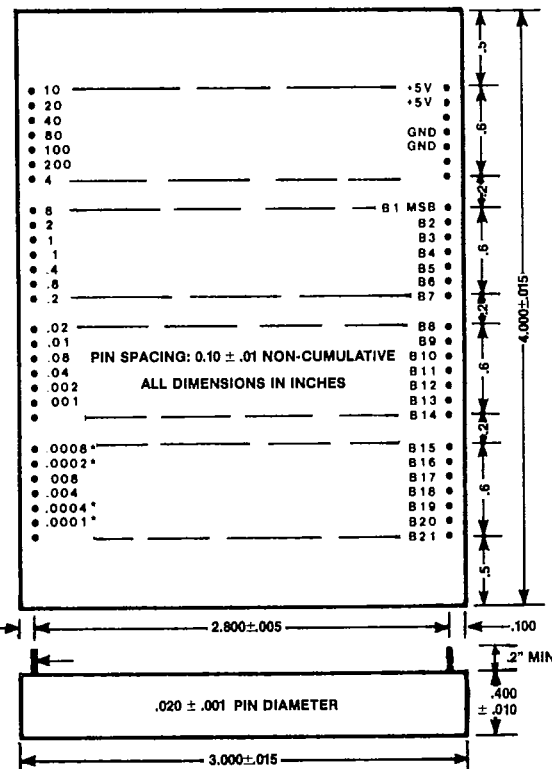 10 +5V
20 +5V
40
80 GND
100 GND
200
4
8 B1 MSB
2 B2
1 B3
1 B4
.4 B5
.8 B6
.2 B7
.02 B8
.01 B9
.08 PIN SPACING: 0.10 ± .01 NON-CUMULATIVE B10
.04 B11
.002 ALL DIMENSIONS IN INCHES B12
001 B13
B14
.0008* B15
.0002* B16
008 B17
.004 B18
.0004* B19
.0001* B20
B21
.5
.6
.2
.6
.2
.6
.2
.6
.5
4.000±.015
2.800±.005
.100
.2" MIN
.020 ± .001 PIN DIAMETER
.400
± .010
3.000±.015